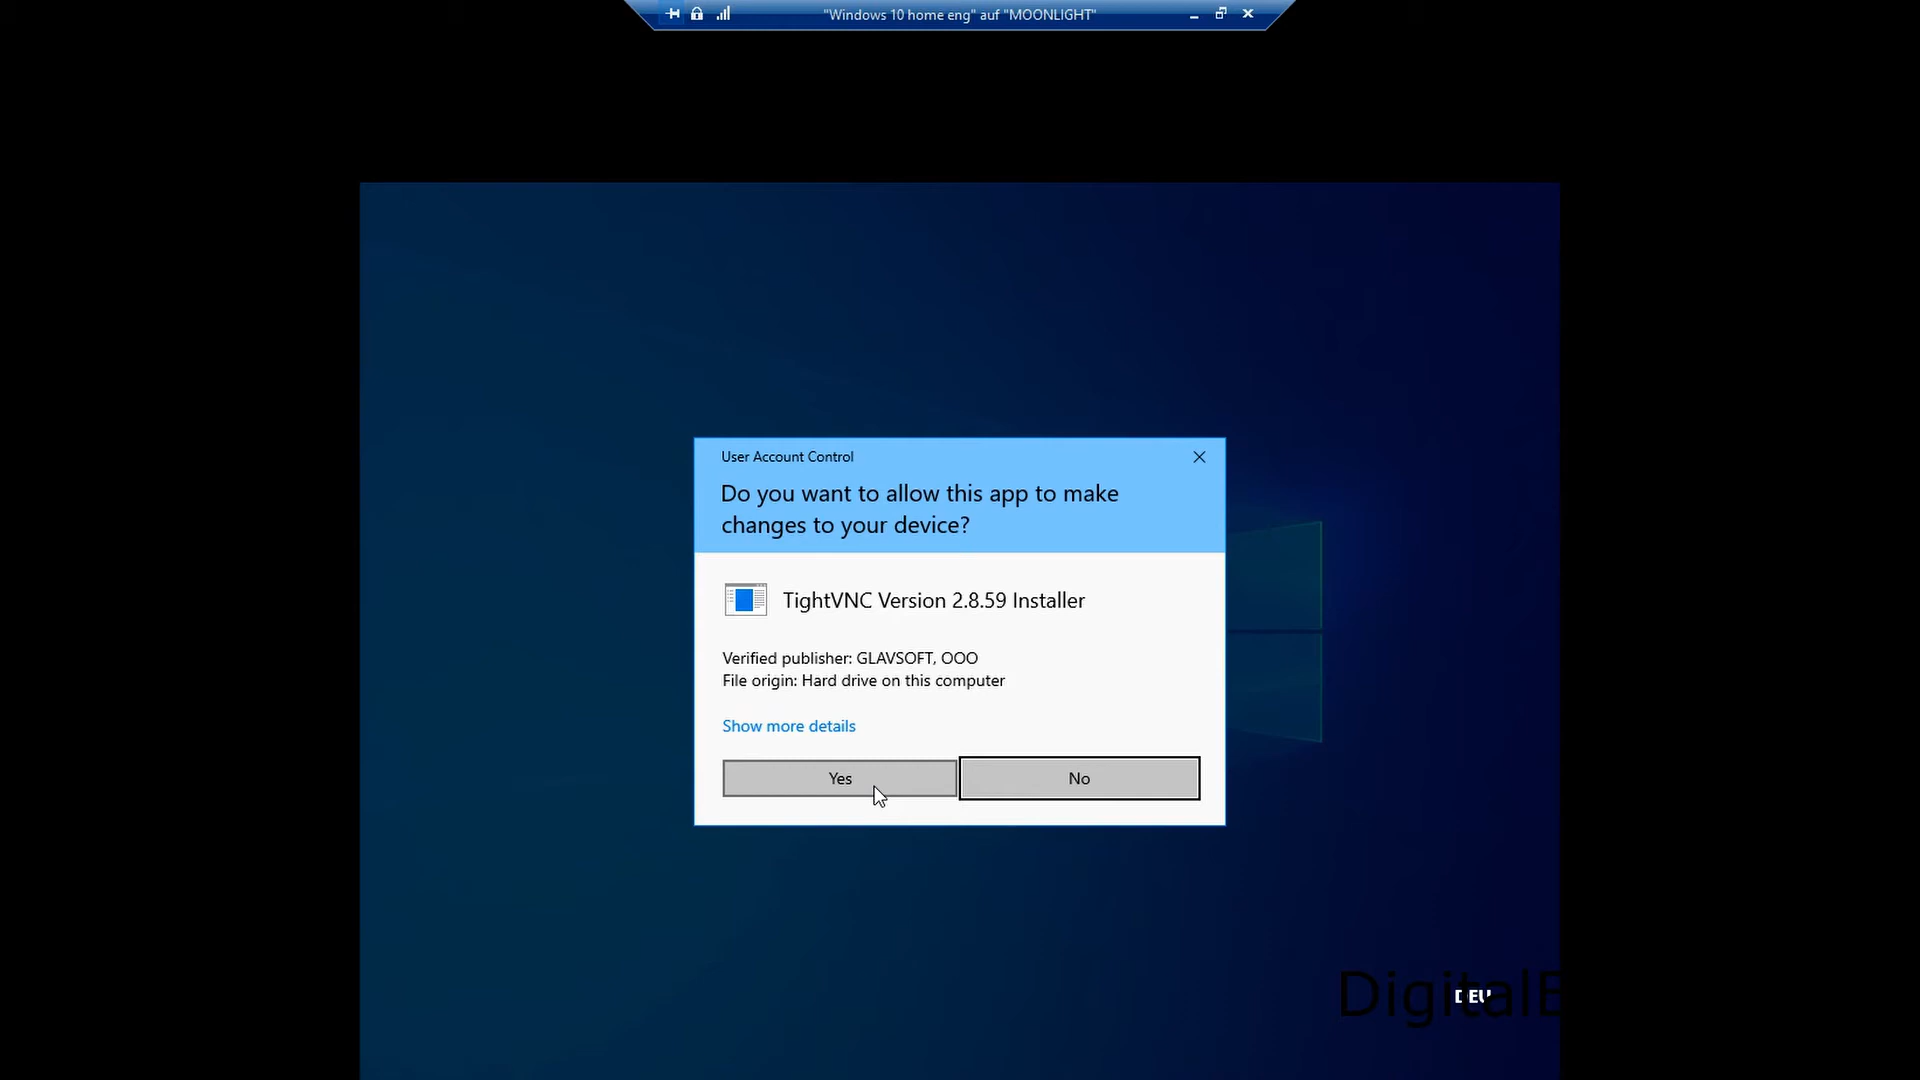 "Windows 10 home eng" auf "MOONLIGHT"
User Account Control
Do you want to allow this app to make
changes to your device?
TightVNC Version 2.8.59 Installer
Verified publisher: GLAVSOFT, OOO
File origin: Hard drive on this computer
Show more details
Yes
No
DEU